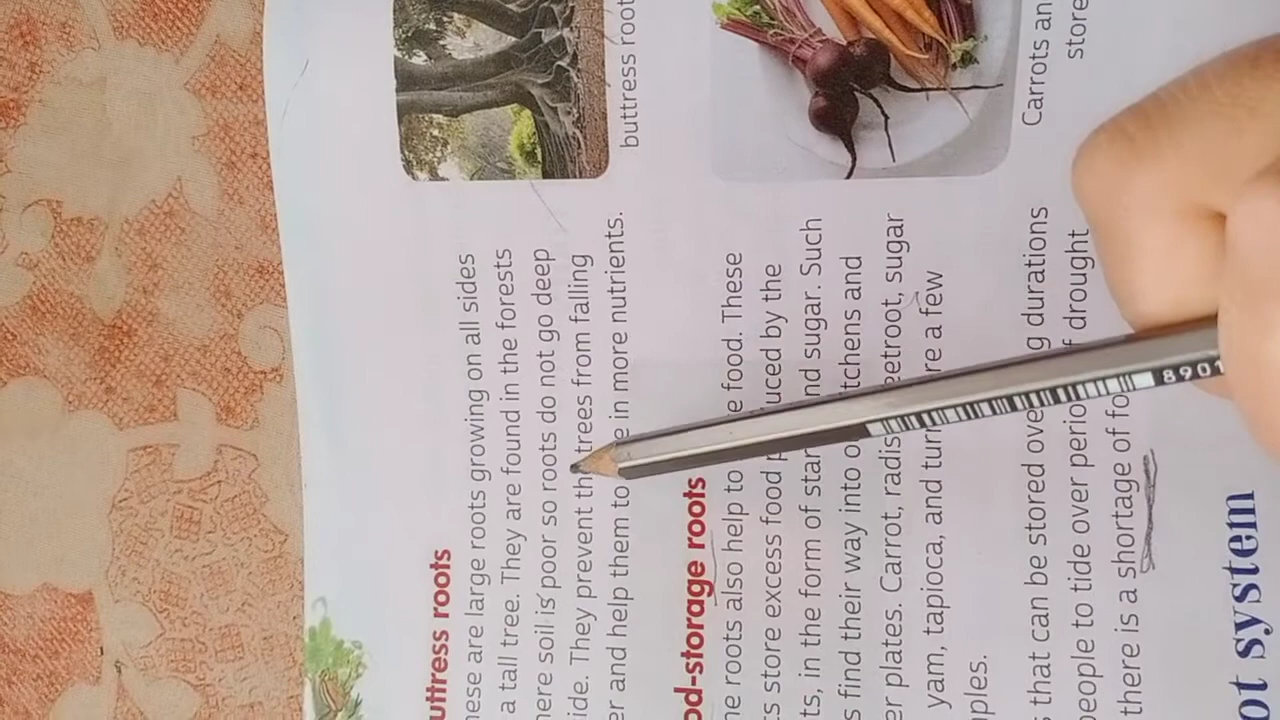 uttress roots
hese are large roots growing on all sides
a tall tree. They are found in the forests
here soil is poor so roots do not go deep
ide. They prevent th trees from falling
er and help them to e in more nutrients.
buttress root
od-storage roots
me roots also help to e food. These
ts store excess food p uced by the
ts, in the form of star nd sugar. Such
s find their way into o tchens and
er plates. Carrot, radis eetroot, sugar
yam, tapioca, and turn re a few
mples.
Carrots an
store
s that can be stored ove g durations
people to tide over perio f drought
there is a shortage of fo
ot system
8901